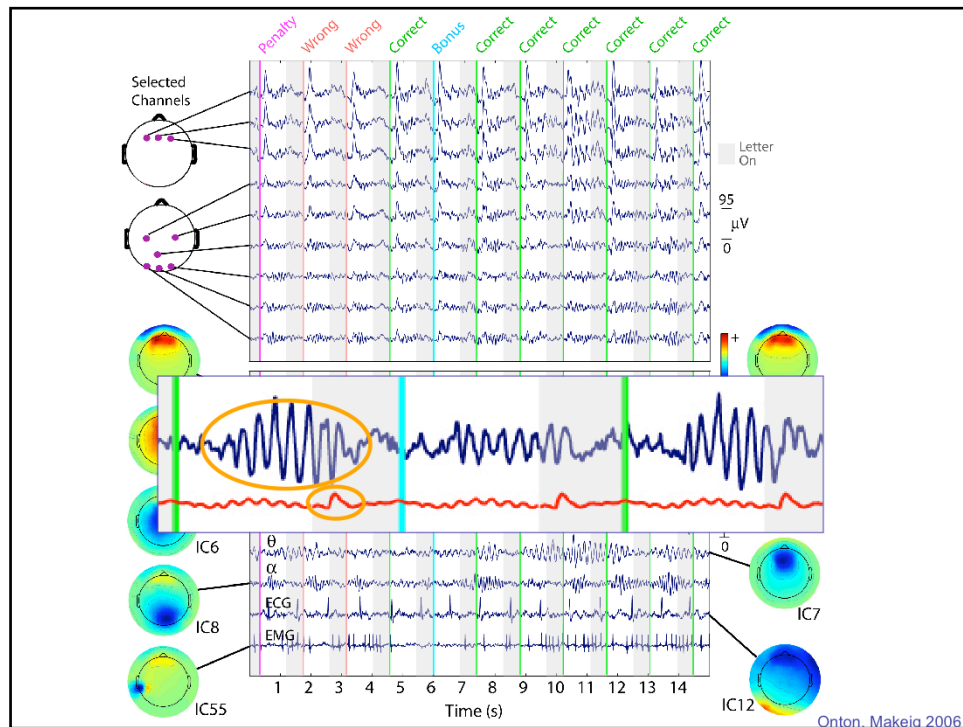 Penalty
Wrong
Wrong
Correct
Bonus
Correct
Correct
Correct
Correct
Correct
Correct
Selected
Channels
Letter
On
95
µV
0
+
IC6
0
θ
α
IC8
ECG
EMG
IC7
IC55
IC12
1 2 3 4 5 6 7 8 9 10 11 12 13 14
Time (s)
Onton, Makeig 2006